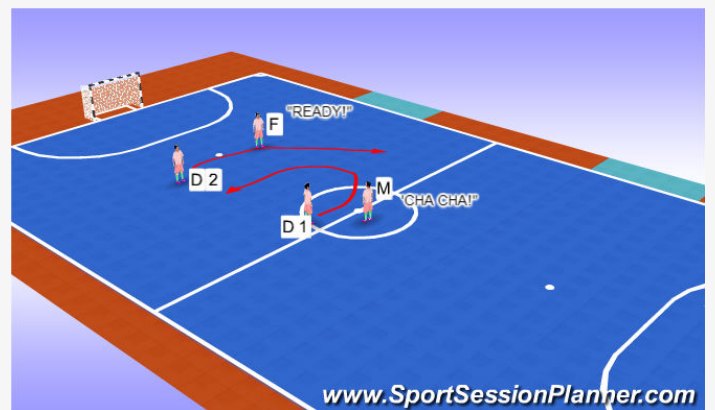 "READY!"
F
D 2
M
"CHA CHA!"
D 1
www.SportSessionPlanner.com